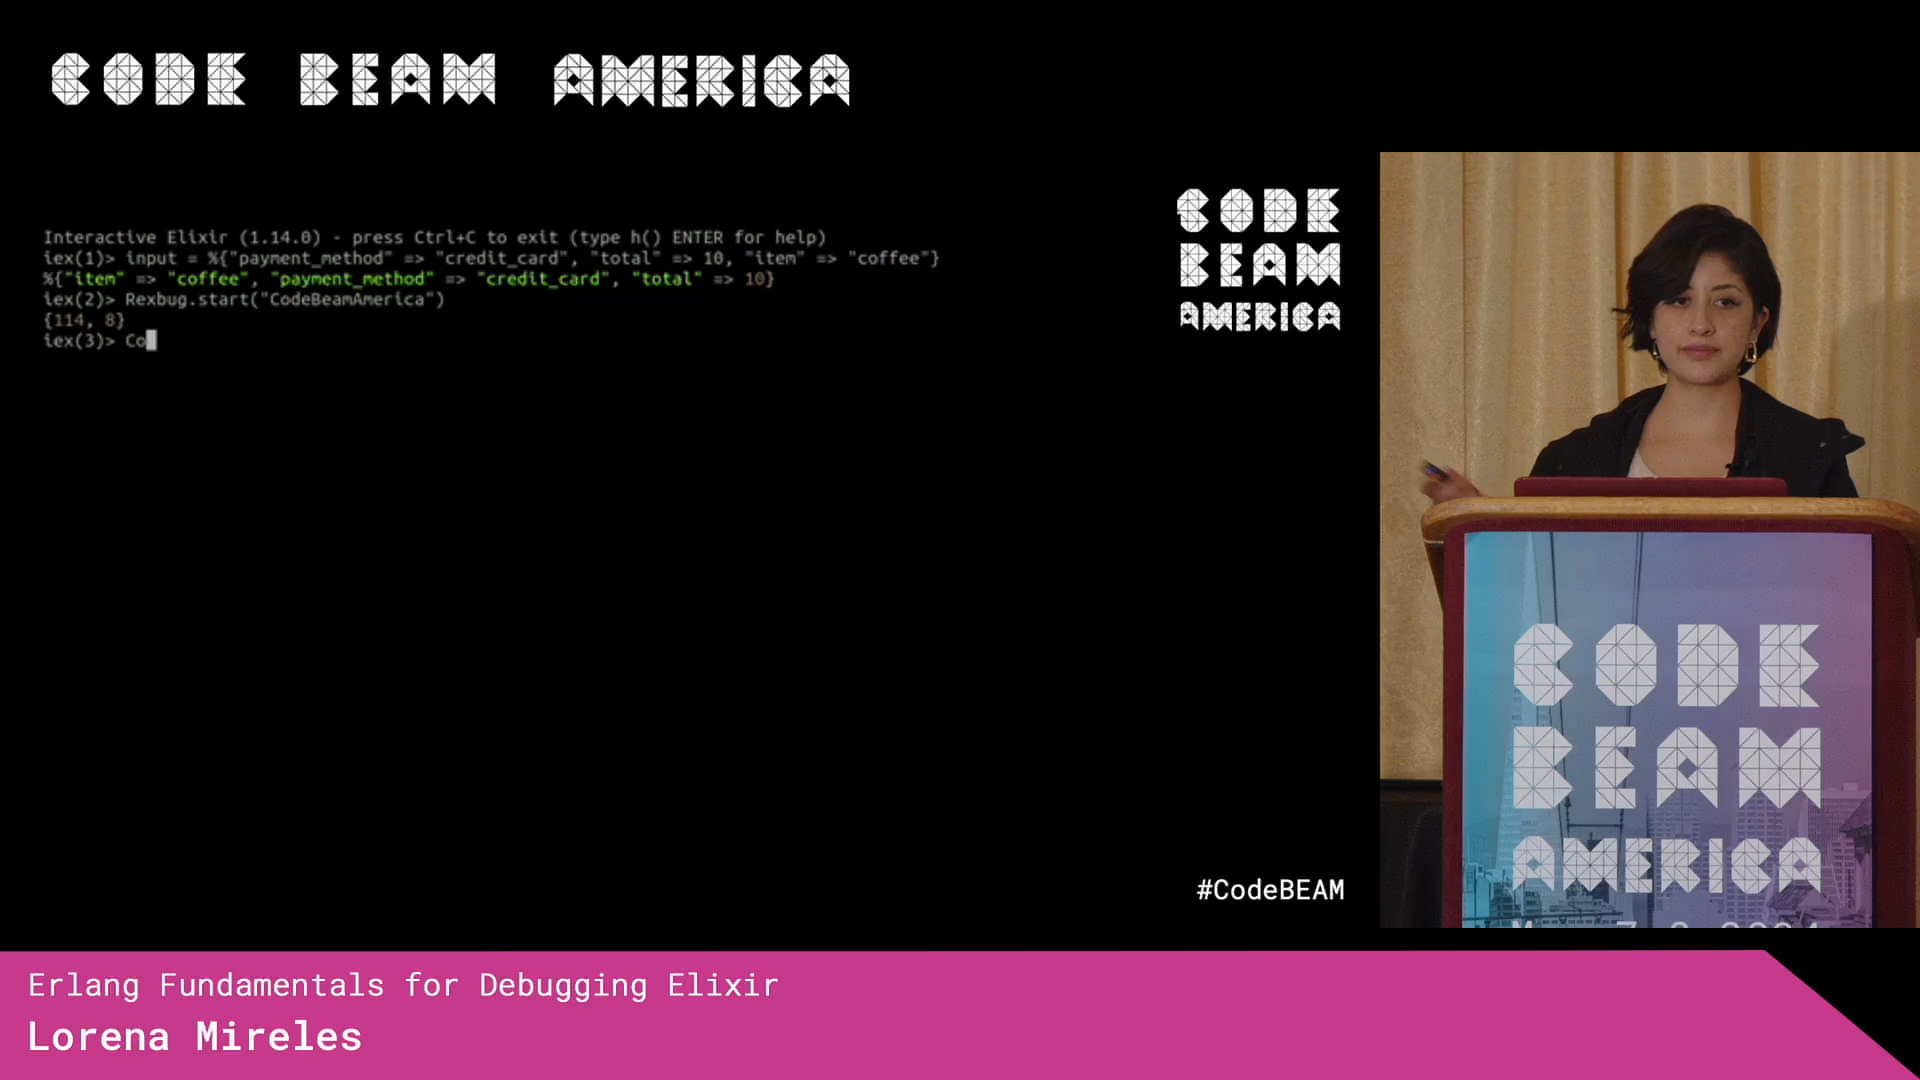 CODE BEAM AMERICA
Interactive Elixir (1.14.0) - press Ctrl+C to exit (type h() ENTER for help)
iex(1)> input = %{"payment_method" => "credit_card", "total" => 10, "item" => "coffee"}
%{"item" => "coffee", "payment_method" => "credit_card", "total" => 10}
iex(2)> Rexbug.start("CodeBeamAmerica")
{114, 8}
iex(3)> Co
CODE
BEAM
AMERICA
#CodeBEAM
CODE
BEAM
AMERICA
Erlang Fundamentals for Debugging Elixir
Lorena Mireles